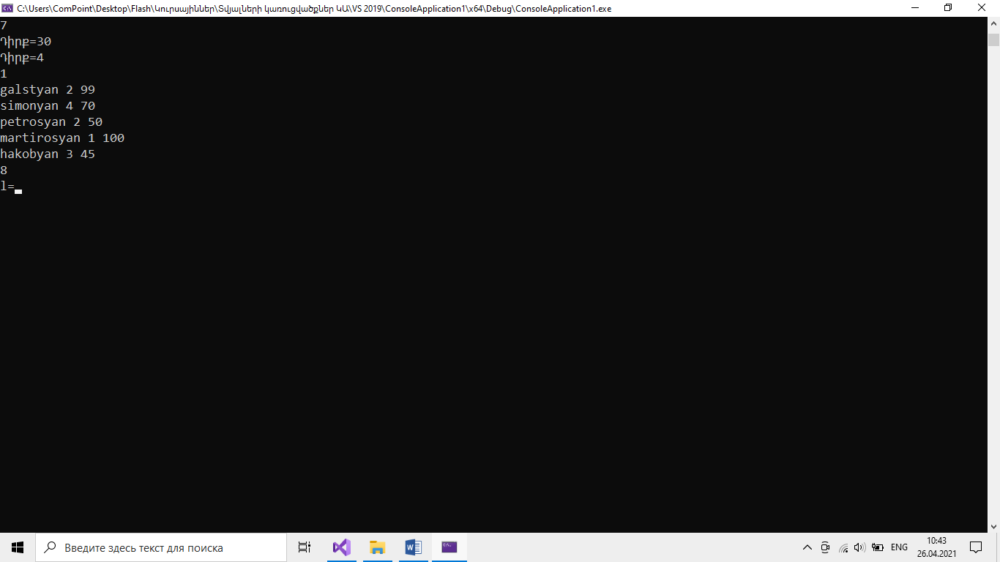 C:\Users\ComPoint\Desktop\Flash\Կուրսայիններ\Տվյալների կառուցվածքներ ԿԱ\VS 2019\ConsoleApplication1\x64\Debug\ConsoleApplication1.exe
7
Դիրք=30
Դիրք=4
1
galstyan 2 99
simonyan 4 70
petrosyan 2 50
martirosyan 1 100
hakobyan 3 45
8
l=
Введите здесь текст для поиска
ENG
10:43
26.04.2021